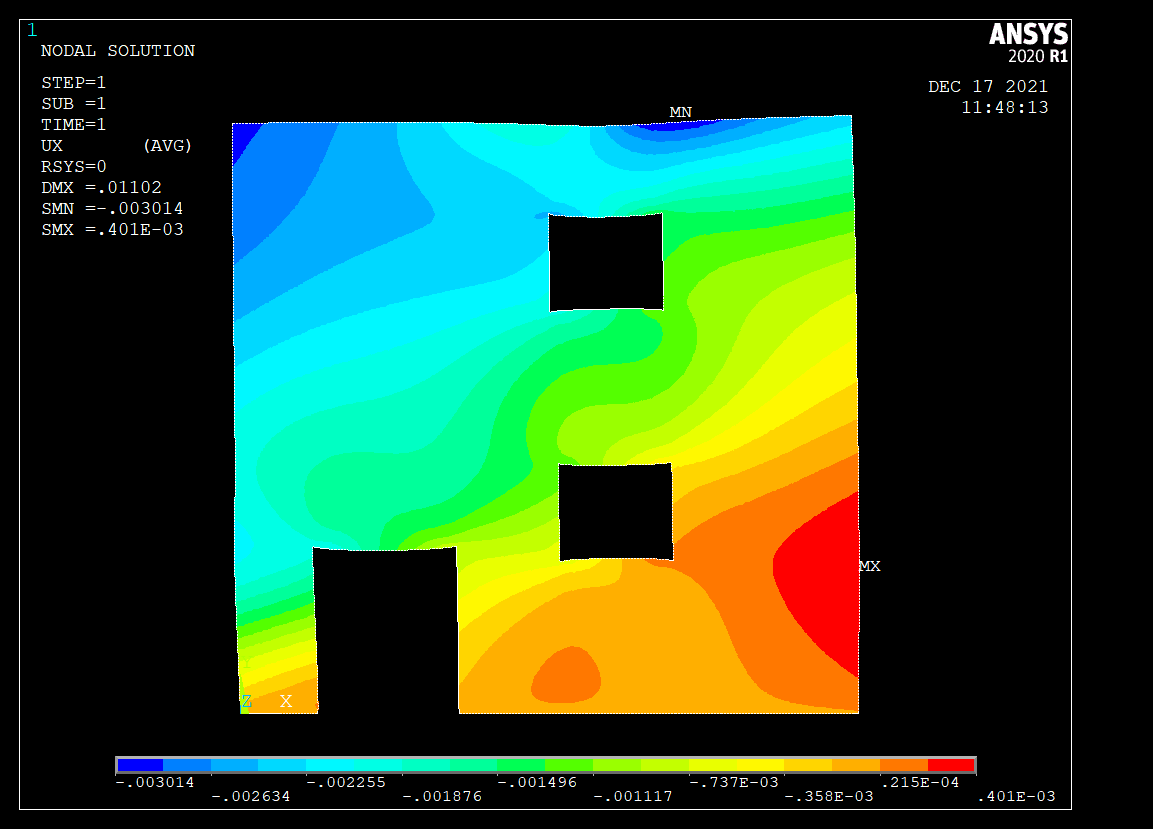 1
NODAL SOLUTION
STEP=1
SUB =1
TIME=1
UX (AVG)
RSYS=0
DMX =.01102
SMN =-.003014
SMX =.401E-03
ANSYS
2020 R1
DEC 17 2021
11:48:13
MN
MX
Z X
-.003014 -.002255 -.001496 -.737E-03 .215E-04
-.002634 -.001876 -.001117 -.358E-03 .401E-03